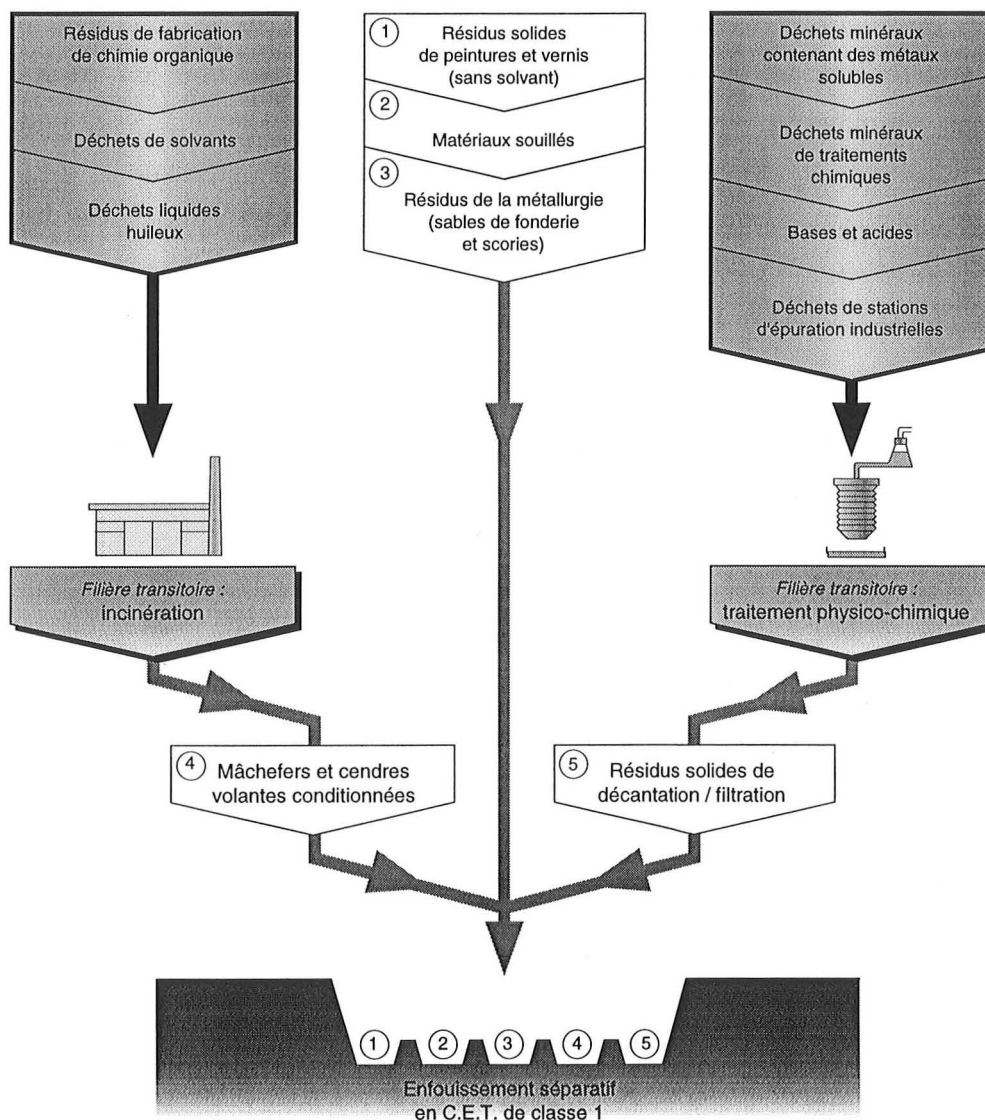 Résidus de fabrication
de chimie organique
Déchets de solvants
Déchets liquides
huileux
1
Résidus solides
de peintures et vernis
(sans solvant)
2
Matériaux souillés
3
Résidus de la métallurgie
(sables de fonderie
et scories)
Déchets minéraux
contenant des métaux
solubles
Déchets minéraux
de traitements
chimiques
Bases et acides
Déchets de stations
d'épuration industrielles
Filière transitoire :
incinération
Filière transitoire :
traitement physico-chimique
4
Mâchefers et cendres
volantes conditionnées
5
Résidus solides de
décantation / filtration
1 2 3 4 5
Enfouissement séparatif
en C.E.T. de classe 1